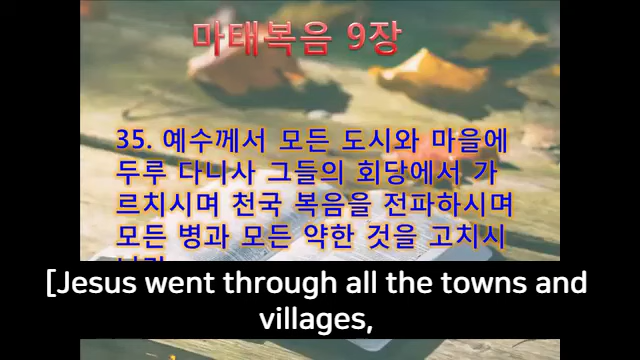 마태복음 9장
35. 예수께서 모든 도시와 마을에
두루 다니사 그들의 회당에서 가
르치시며 천국 복음을 전파하시며
모든 병과 모든 약한 것을 고치시
[Jesus went through all the towns and
villages,